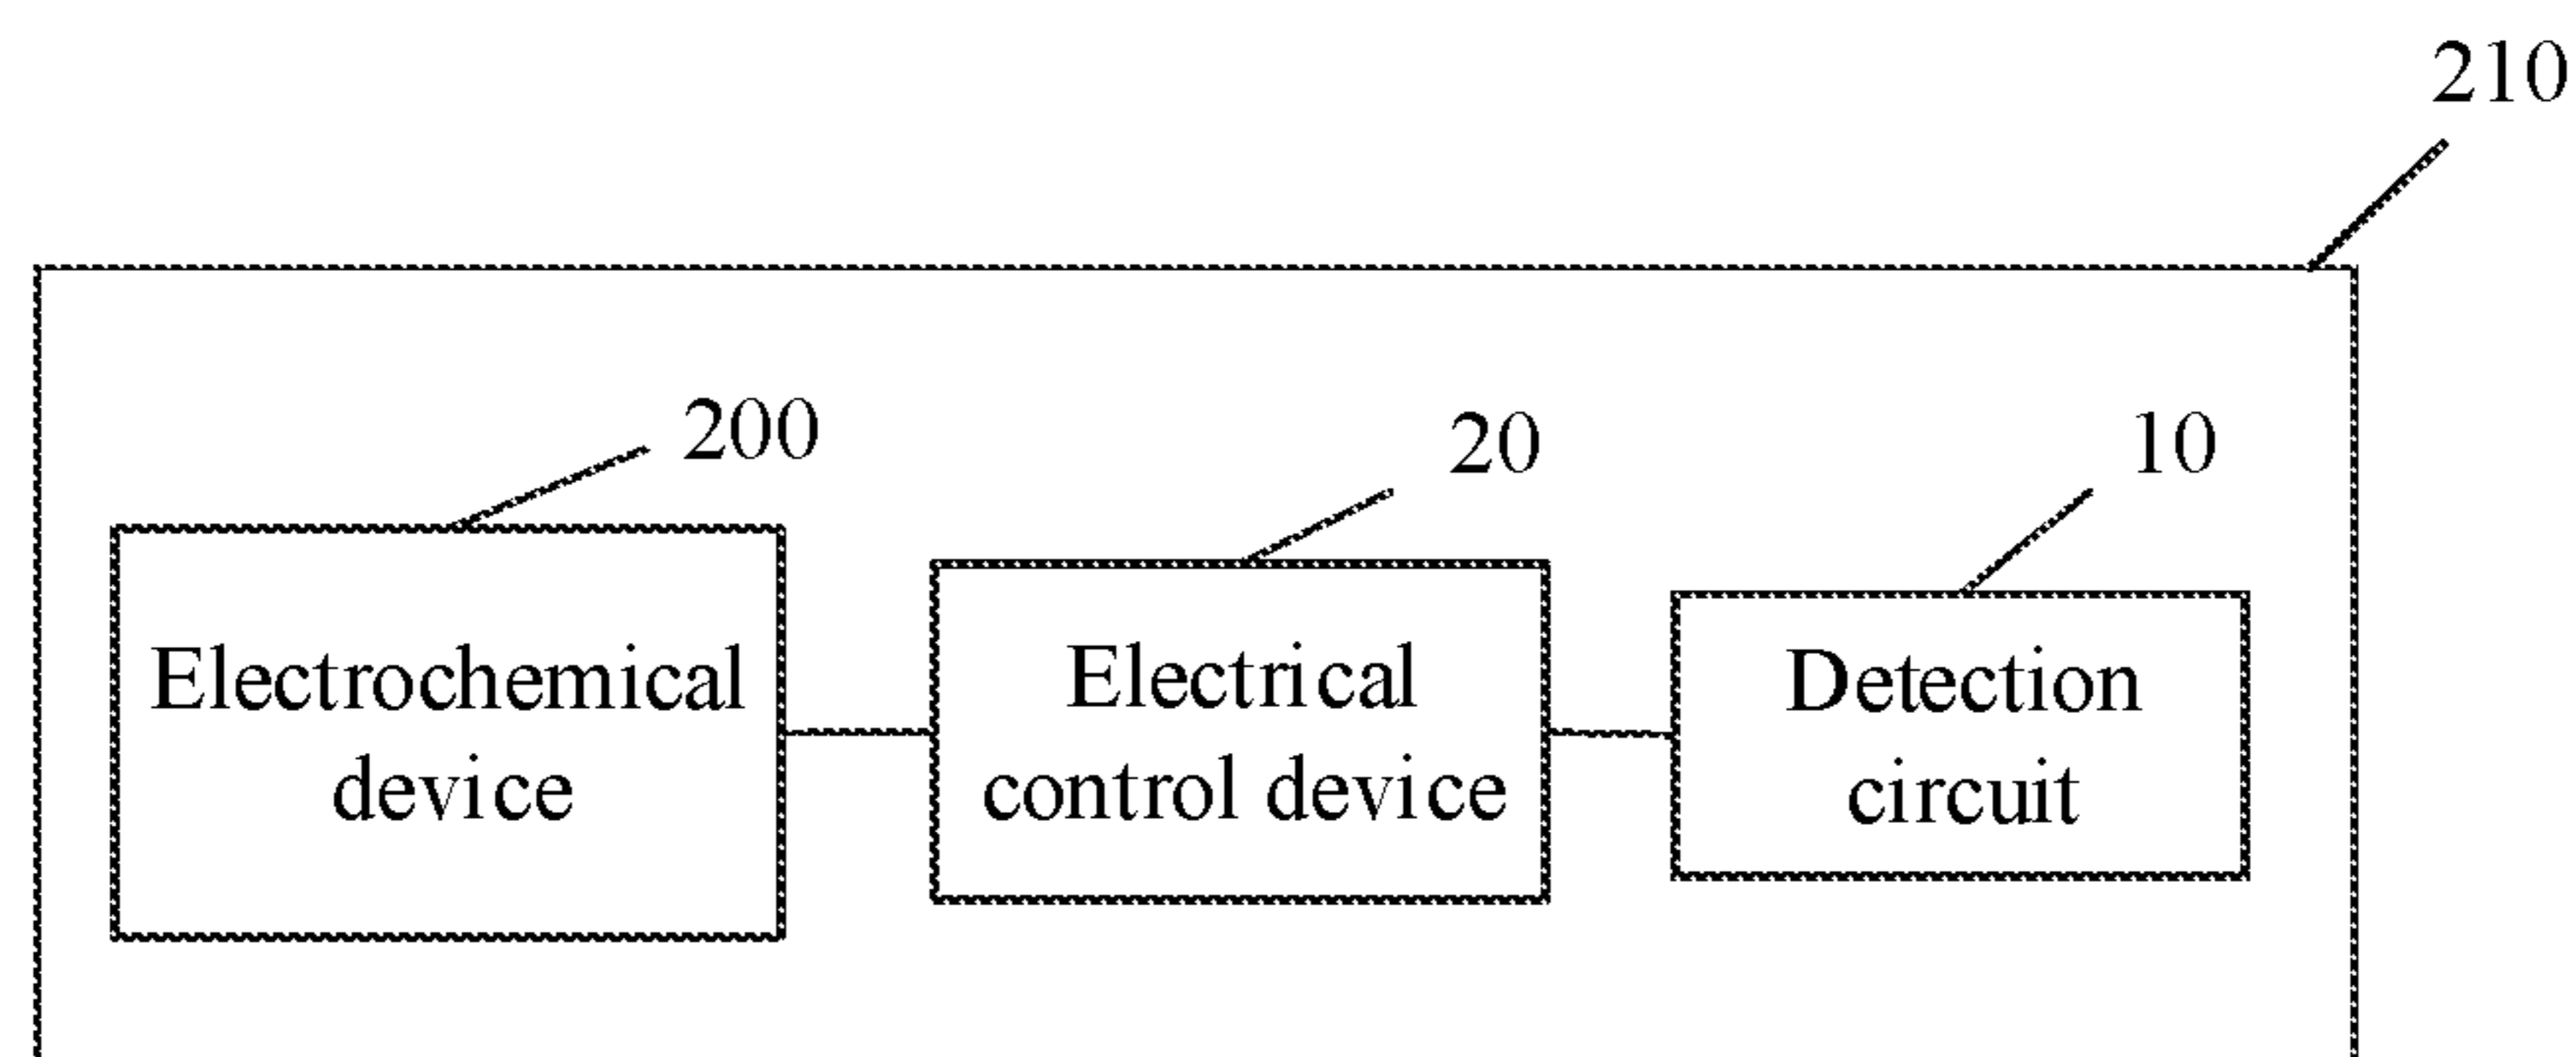 210
200
20
10
Electrochemical
device
Electrical
control device
Detection
circuit